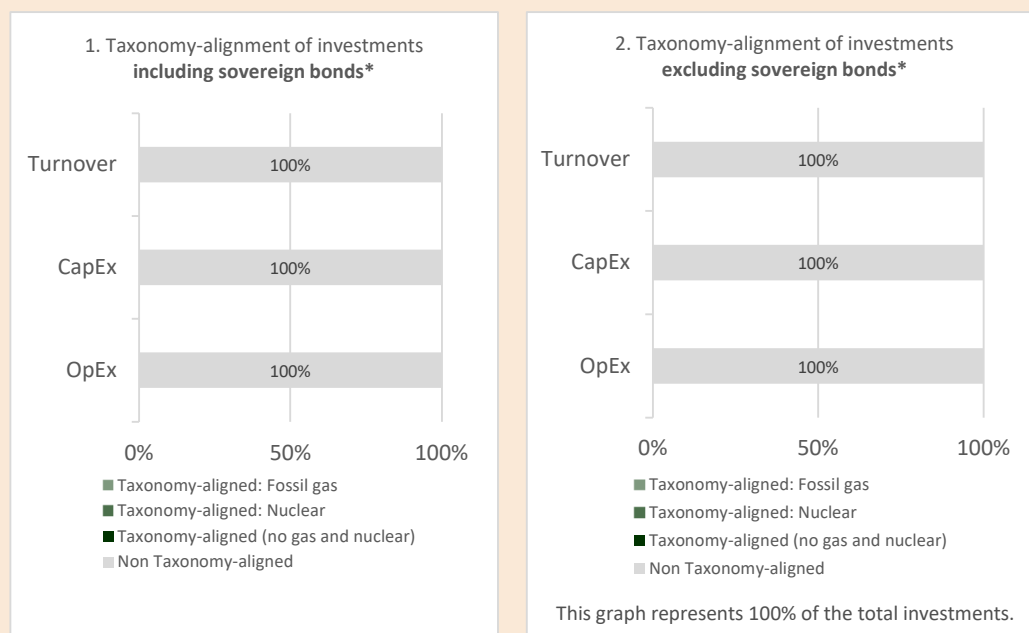 1. Taxonomy-alignment of investments
including sovereign bonds*
Turnover
100%
CapEx
100%
OpEx
100%
0%
50%
100%
Taxonomy-aligned: Fossil gas
Taxonomy-aligned: Nuclear
Taxonomy-aligned (no gas and nuclear)
Non Taxonomy-aligned
2. Taxonomy-alignment of investments
excluding sovereign bonds*
Turnover
100%
CapEx
100%
OpEx
100%
0%
50%
100%
Taxonomy-aligned: Fossil gas
Taxonomy-aligned: Nuclear
Taxonomy-aligned (no gas and nuclear)
Non Taxonomy-aligned
This graph represents 100% of the total investments.